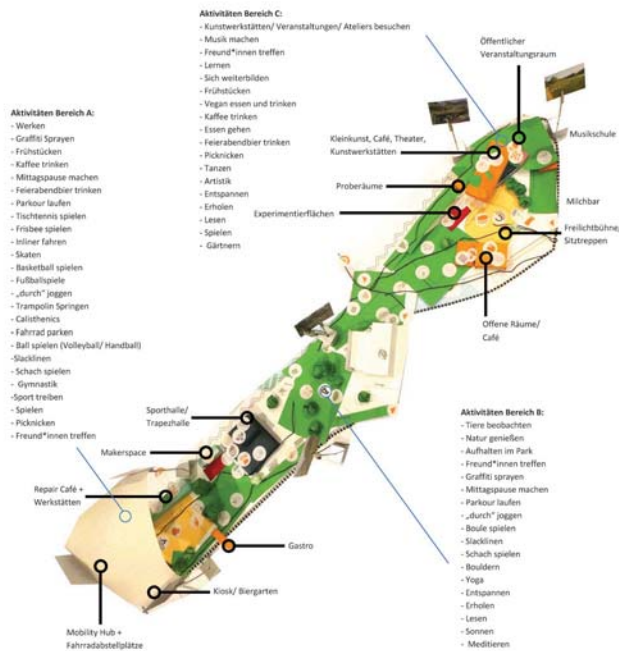 Aktivitäten Bereich C:
- Kunstwerkstätten/ Veranstaltungen/ Ateliers besuchen
- Musik machen
- Freund*innen treffen
- Lernen
- Sich weiterbilden
- Frühstücken
- Vegan essen und trinken
- Kaffee trinken
- Essen gehen
- Feierabendbier trinken
- Picknicken
- Tanzen
- Artistik
- Entspannen
- Erholen
- Lesen
- Spielen
- Gärtnern
Öffentlicher
Veranstaltungsraum
Musikschule
Kleinkunst, Café, Theater,
Kunstwerkstätten
Proberäume
Milchbar
Experimentierflächen
Freilichtbühne,
Sitztreppen
Offene Räume/
Café
Aktivitäten Bereich A:
- Werken
- Graffiti Sprayen
- Frühstücken
- Kaffee trinken
- Mittagspause machen
- Feierabendbier trinken
- Parkour laufen
- Tischtennis spielen
- Frisbee spielen
- Inliner fahren
- Skaten
- Basketball spielen
- Fußballspiele
- „durch" joggen
- Trampolin Springen
- Calisthenics
- Fahrrad parken
- Ball spielen (Volleyball/ Handball)
-Slacklinen
- Schach spielen
- Gymnastik
-Sport treiben
- Spielen
- Picknicken
- Freund*innen treffen
Sporthalle/
Trapezhalle
Makerspace
Repair Café +
Werkstätten
Gastro
Kiosk/ Biergarten
Mobility Hub +
Fahrradabstellplätze
Aktivitäten Bereich B:
- Tiere beobachten
- Natur genießen
- Aufhalten im Park
- Freund*innen treffen
- Graffiti sprayen
- Mittagspause machen
- Parkour laufen
- „durch" joggen
- Boule spielen
- Slacklinen
- Schach spielen
- Bouldern
- Yoga
- Entspannen
- Erholen
- Lesen
- Sonnen
- Meditieren